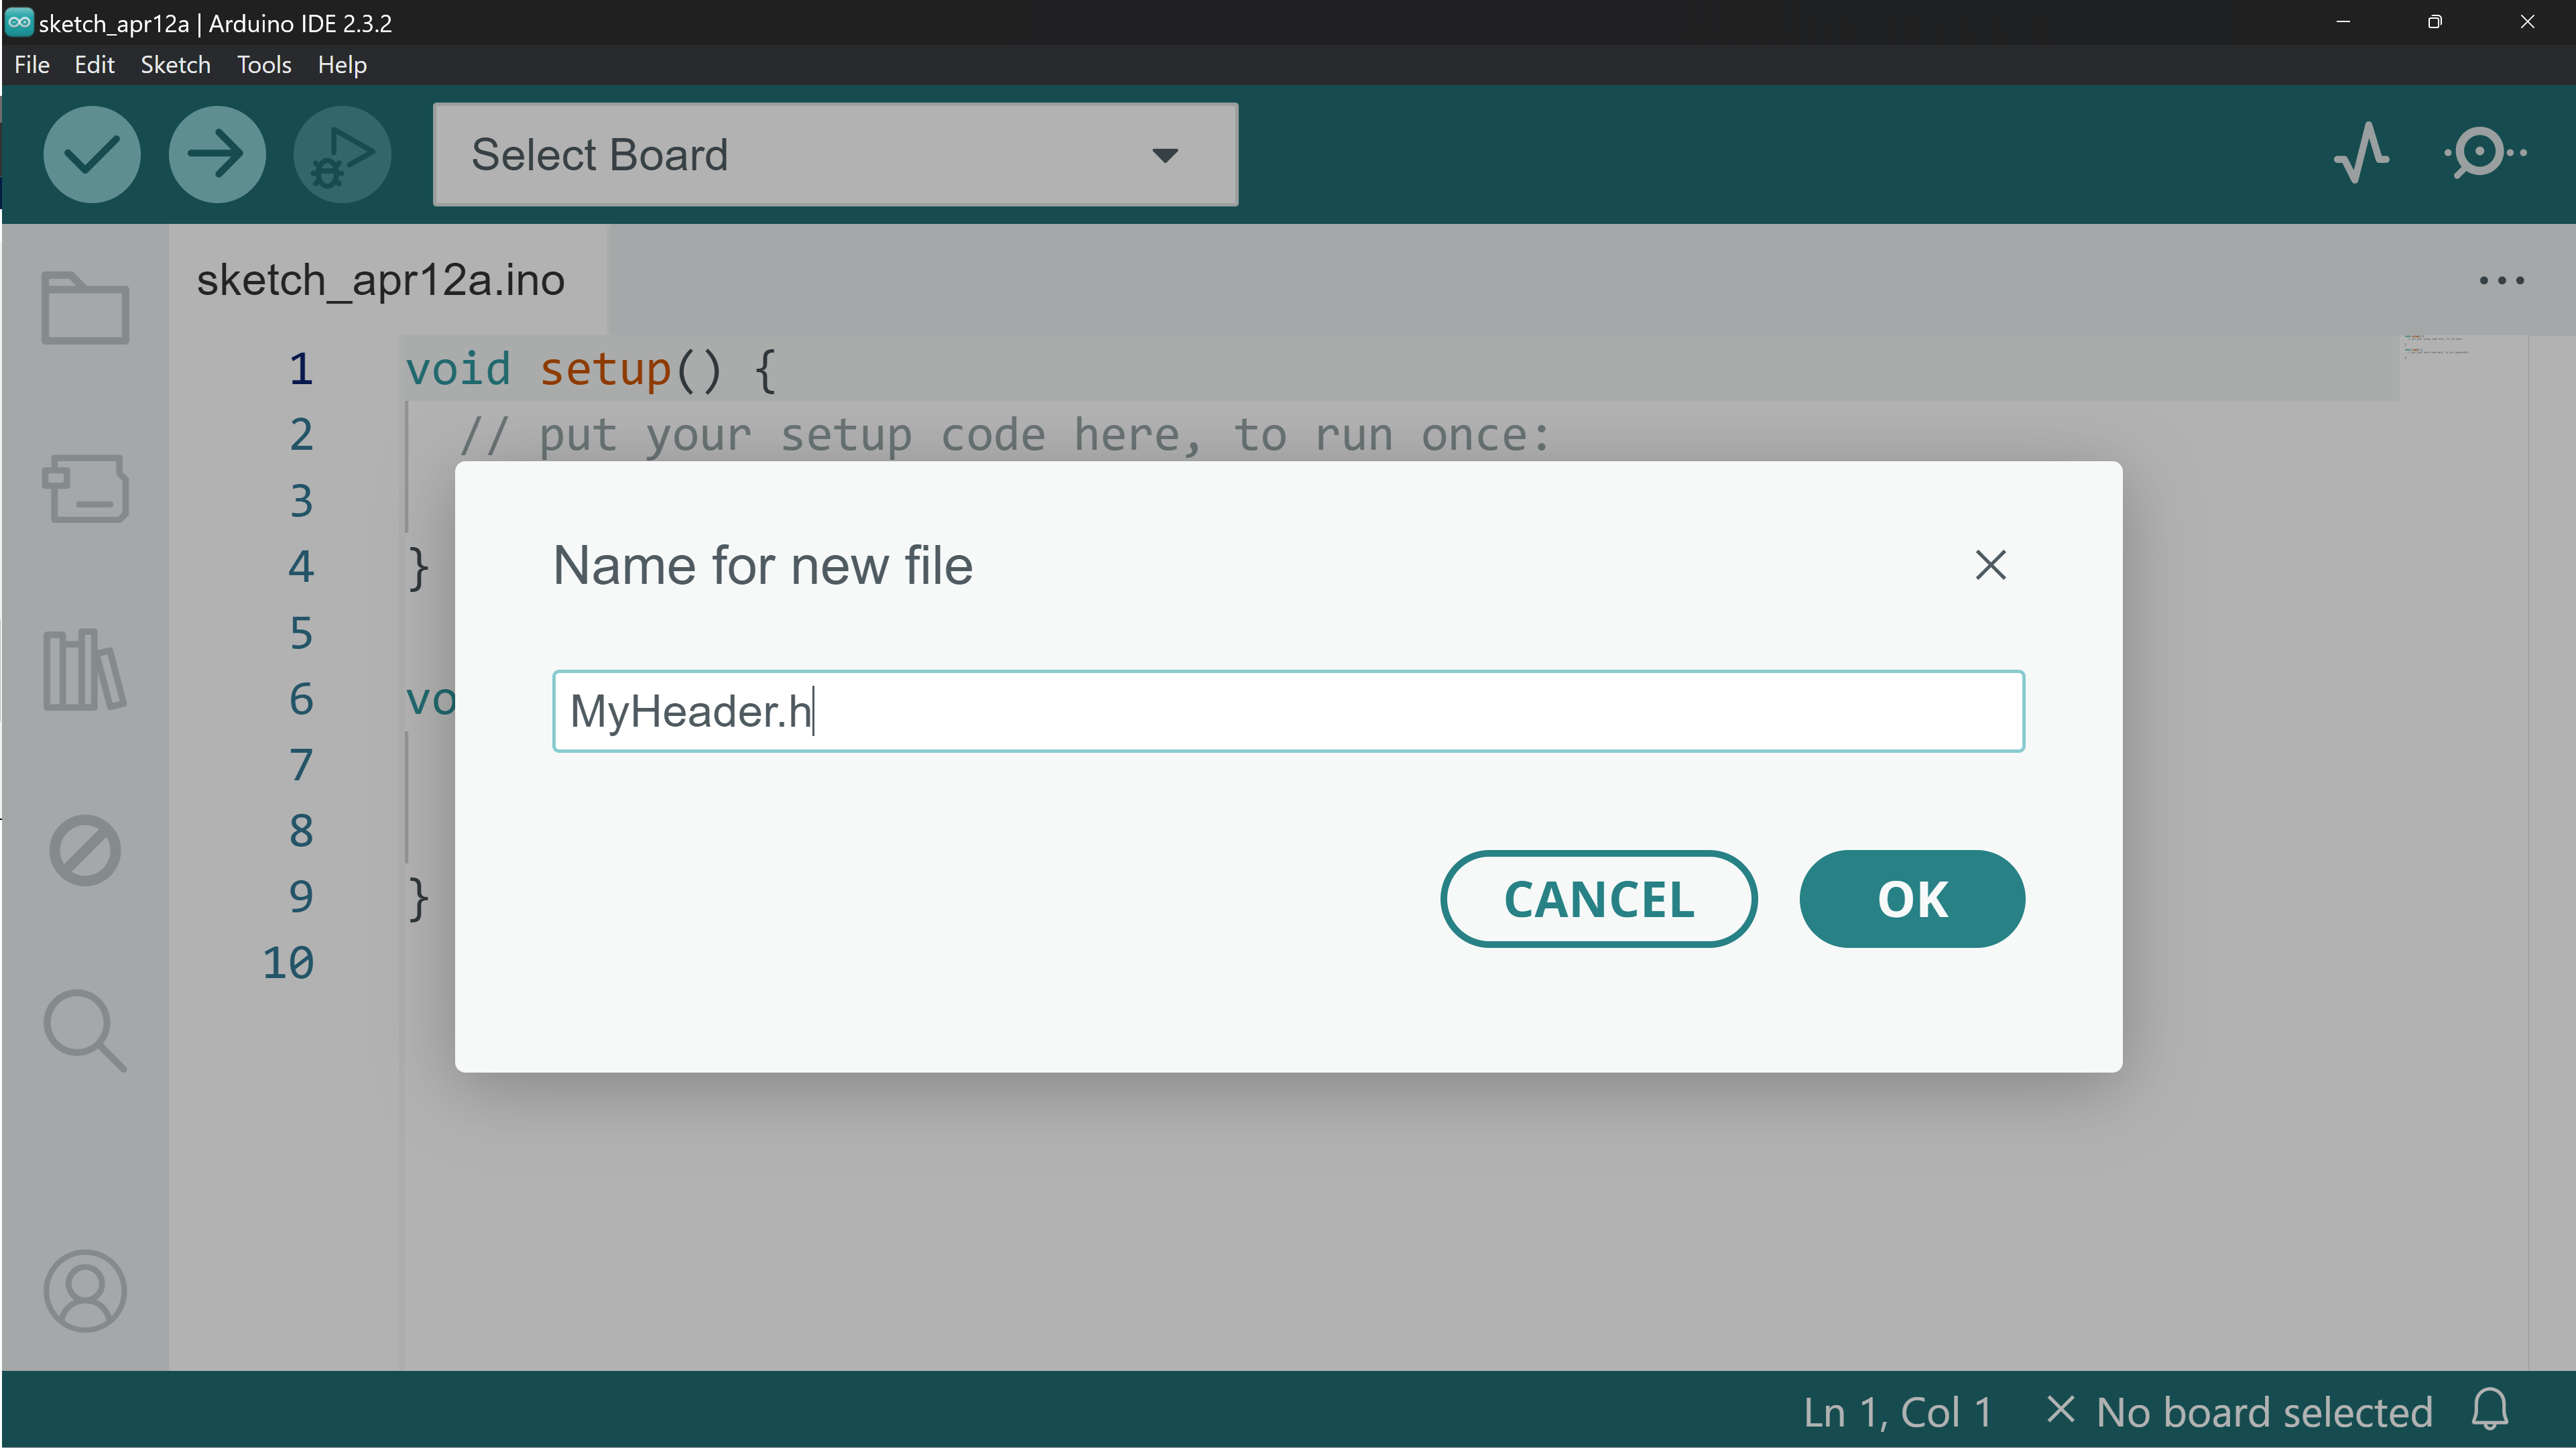 sketch_apr12a | Arduino IDE 2.3.2
File Edit Sketch Tools Help
Select Board
sketch_apr12a.ino
1 void setup() {
2 // put your setup code here, to run once:
3
4 }
5
6 vo
7
8
9 }
10
Name for new file
MyHeader.h
CANCEL OK
Ln 1, Col 1 No board selected